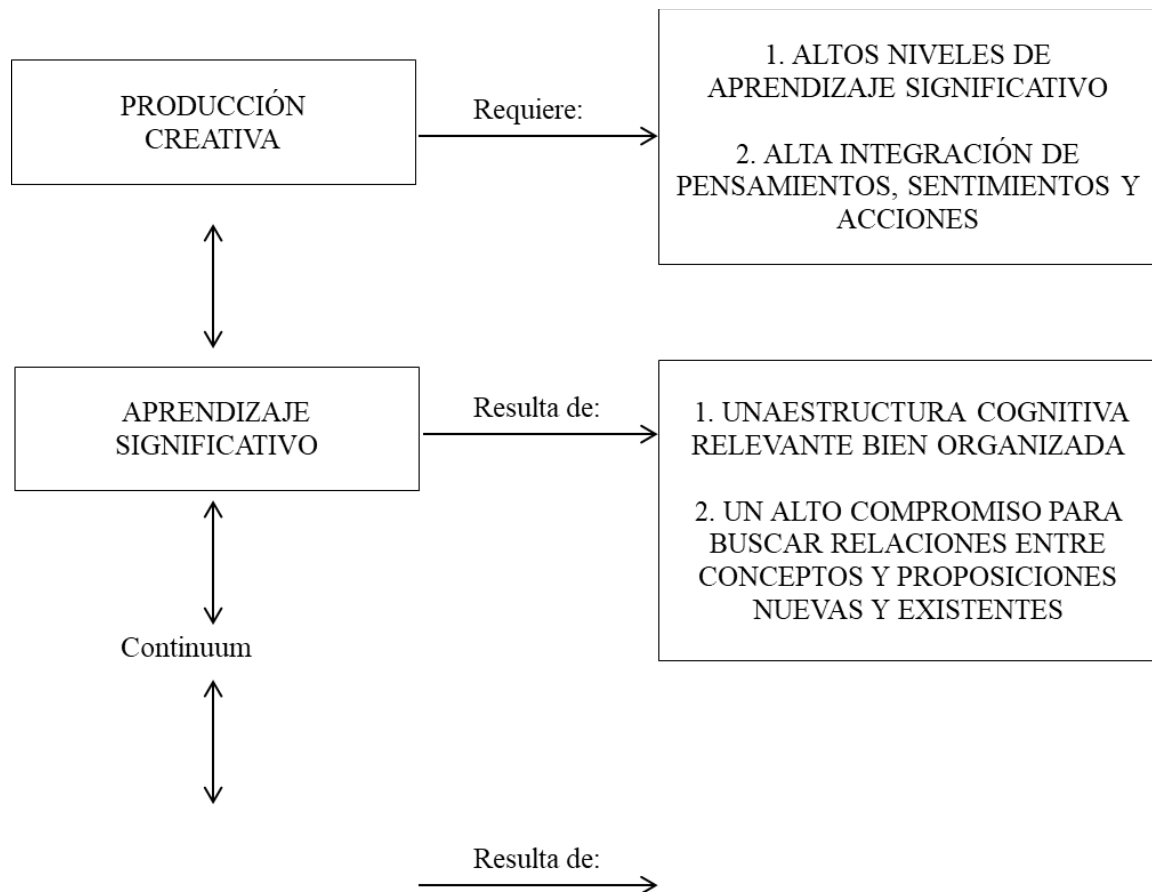 PRODUCCIÓN
CREATIVA
Requiere:
1. ALTOS NIVELES DE
APRENDIZAJE SIGNIFICATIVO
2. ALTA INTEGRACIÓN DE
PENSAMIENTOS, SENTIMIENTOS Y
ACCIONES
APRENDIZAJE
SIGNIFICATIVO
Resulta de:
1. UNAESTRUCTURA COGNITIVA
RELEVANTE BIEN ORGANIZADA
2. UN ALTO COMPROMISO PARA
BUSCAR RELACIONES ENTRE
CONCEPTOS Y PROPOSICIONES
NUEVAS Y EXISTENTES
Continuum
Resulta de: